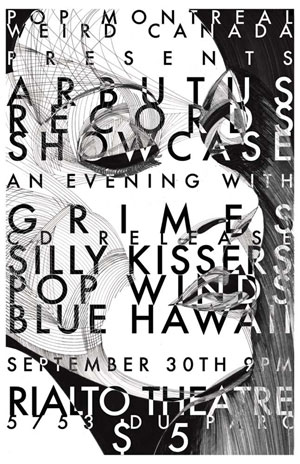 POP MONTREAL
WEIRD CANADA
PRESENTS
ARBUTUS
RECORDS
SHOWCASE
AN EVENING WITH
GRIMES
CD RELEASE
SILLY KISSERS
POP WINDS
BLUE HAWAII
SEPTEMBER 30TH 9PM
RIALTO THEATRE
5753 DU PARC
$5